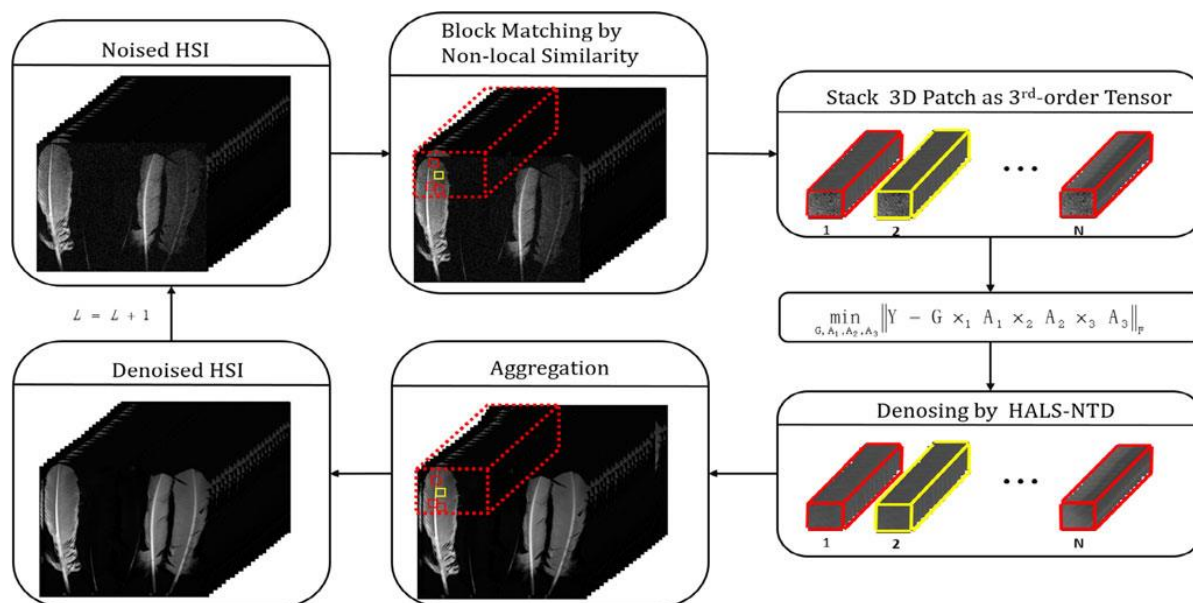 Noised HSI
Block Matching by
Non-local Similarity
Stack 3D Patch as 3rd-order Tensor
1 2 ••• N
min ‖Y − G ×₁ A₁ ×₂ A₂ ×₃ A₃‖F
G,A₁,A₂,A₃
Denosing by HALS-NTD
1 2 ••• N
Aggregation
Denoised HSI
L = L + 1